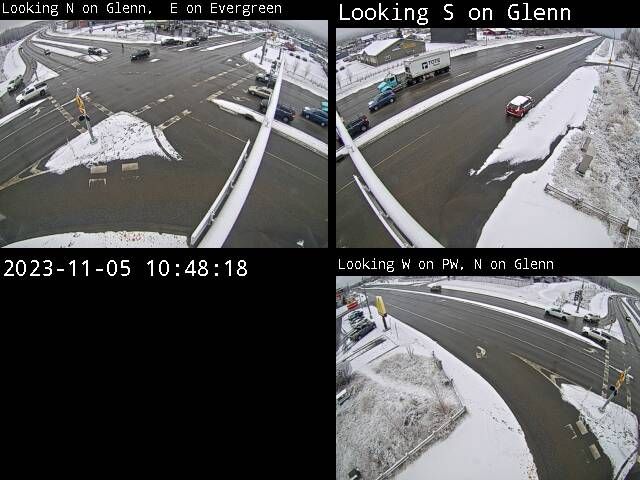 Looking N on Glenn,  E on Evergreen
Looking S on Glenn
TOTE
2023-11-05 10:48:18
Looking W on PW, N on Glenn